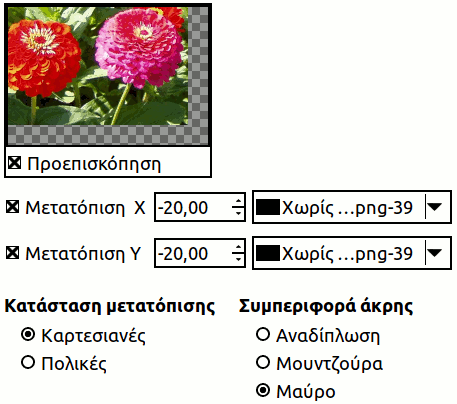 Προεπισκόπηση
Μετατόπιση X -20,00 Χωρίς ...png-39
Μετατόπιση Y -20,00 Χωρίς ...png-39
Κατάσταση μετατόπισης Συμπεριφορά άκρης
Καρτεσιανές Αναδίπλωση
Πολικές Μουντζούρα
Μαύρο